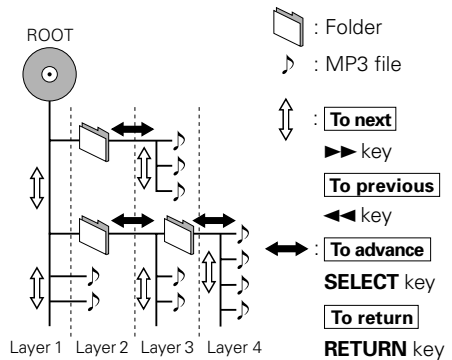 ROOT
: Folder
: MP3 file
: To next
►► key
To previous
◄◄ key
: To advance
SELECT key
To return
RETURN key
Layer 1 Layer 2 Layer 3 Layer 4